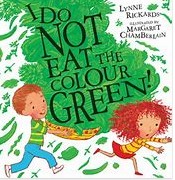 I DO
NOT
EAT THE
COLOUR
GREEN!
LYNNE
RICKARDS
ILLUSTRATED BY
MARGARET
CHAMBERLAIN